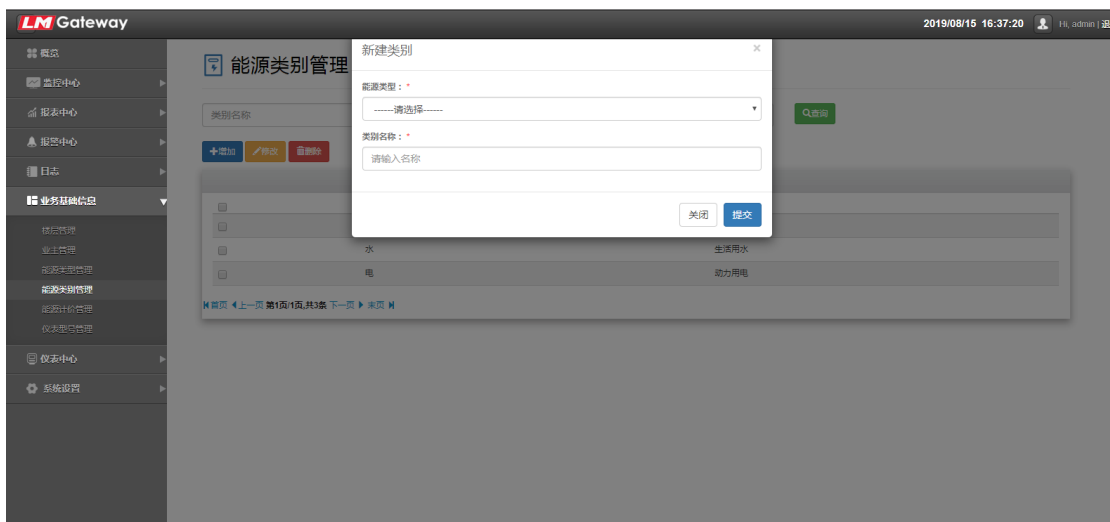 LM Gateway
2019/08/15 16:37:20 Hi, admin | 退
概览
监控中心
报表中心
报警中心
日志
业务基础信息
楼层管理
业主管理
能源类型管理
能源类别管理
能源计价管理
仪表型号管理
仪表中心
系统设置
能源类别管理
类别名称
查询
增加 修改 删除
新建类别 ×
能源类型： *
------请选择------
类别名称： *
请输入名称
关闭 提交
水 生活用水
电 动力用电
首页 上一页 第1页/1页,共3条 下一页 末页